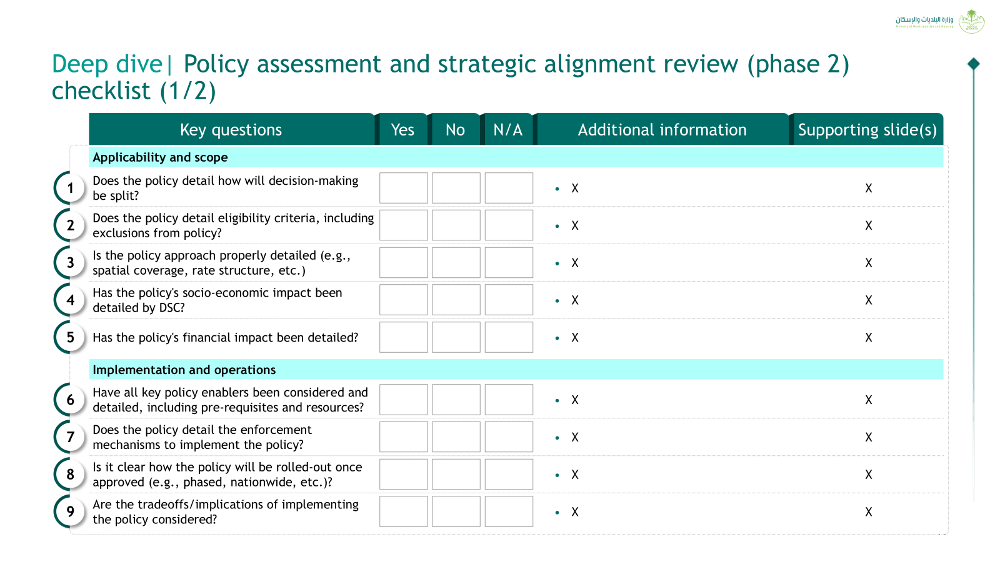 وزارة البلديات والإسكان
Ministry of Municipalities and Housing
Deep dive| Policy assessment and strategic alignment review (phase 2)
checklist (1/2)
Key questions Yes No N/A Additional information Supporting slide(s)
Applicability and scope
1 Does the policy detail how will decision-making
be split?
• X X
2 Does the policy detail eligibility criteria, including
exclusions from policy?
• X X
3 Is the policy approach properly detailed (e.g.,
spatial coverage, rate structure, etc.)
• X X
4 Has the policy's socio-economic impact been
detailed by DSC?
• X X
5 Has the policy's financial impact been detailed?
• X X
Implementation and operations
6 Have all key policy enablers been considered and
detailed, including pre-requisites and resources?
• X X
7 Does the policy detail the enforcement
mechanisms to implement the policy?
• X X
8 Is it clear how the policy will be rolled-out once
approved (e.g., phased, nationwide, etc.)?
• X X
9 Are the tradeoffs/implications of implementing
the policy considered?
• X X